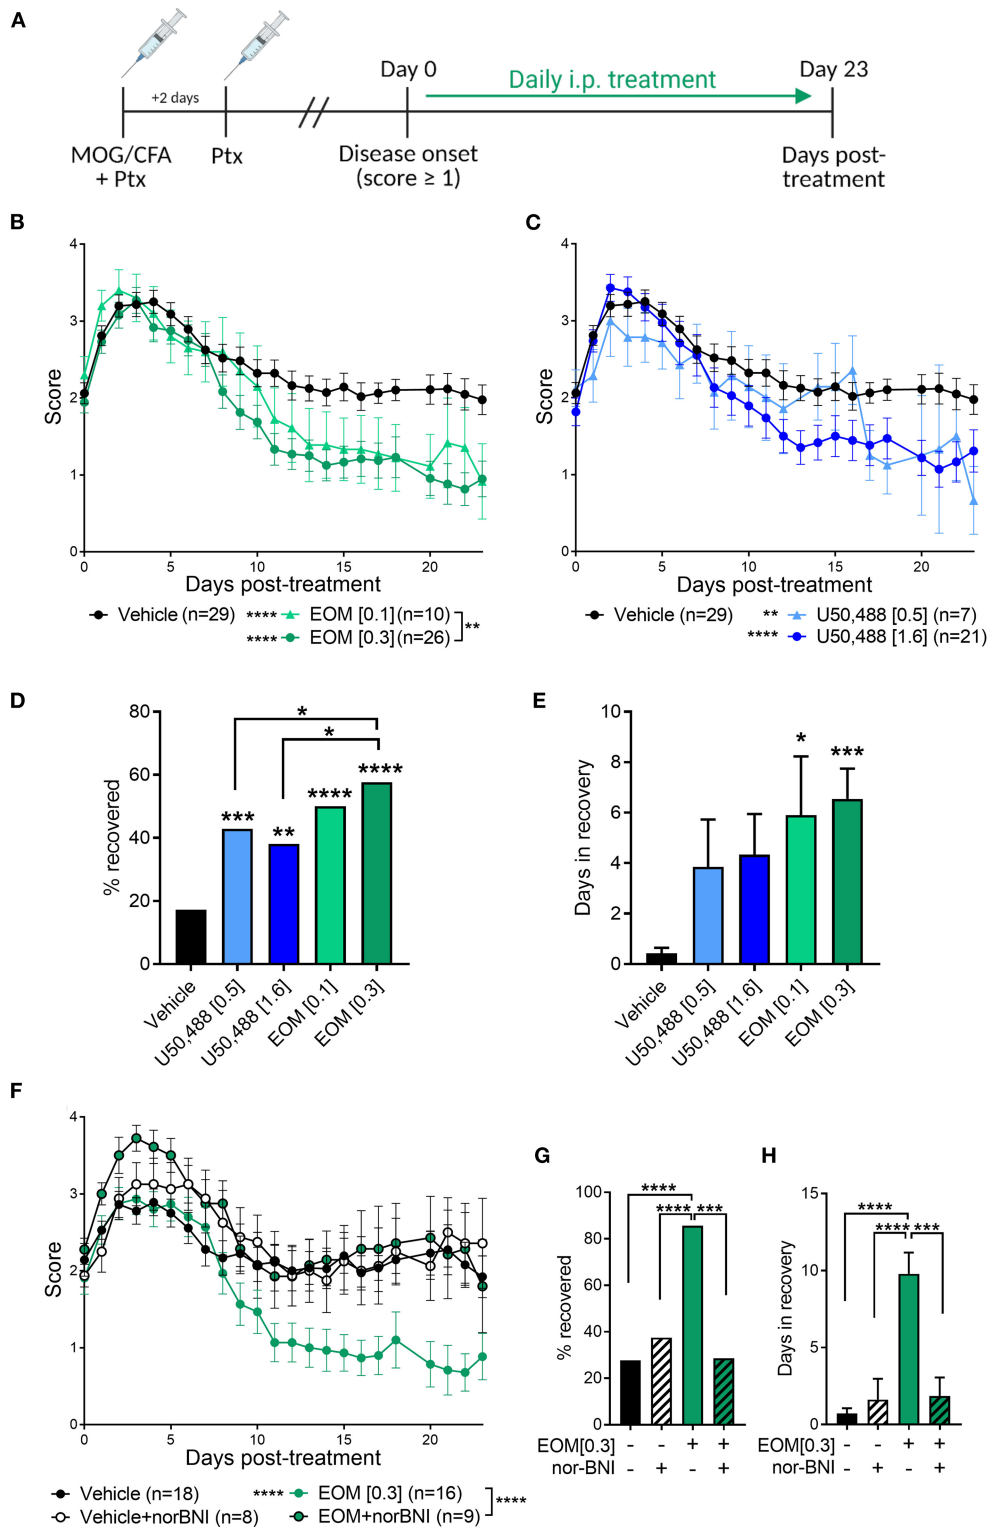 A
+2 days
Day 0
Daily i.p. treatment
Day 23
MOG/CFA
+ Ptx
Ptx
Disease onset
(score ≥ 1)
Days post-
treatment
B
4
3
2
1
0
Score
0 5 10 15 20
Days post-treatment
Vehicle (n=29)
**** EOM [0.1] (n=10)
**** EOM [0.3] (n=26)
**
C
4
3
2
1
0
Score
0 5 10 15 20
Days post-treatment
Vehicle (n=29)
** U50,488 [0.5] (n=7)
**** U50,488 [1.6] (n=21)
D
80
60
40
20
0
% recovered
*
*
***
**
****
****
Vehicle
U50,488 [0.5]
U50,488 [1.6]
EOM [0.1]
EOM [0.3]
E
10
8
6
4
2
0
Days in recovery
*
***
Vehicle
U50,488 [0.5]
U50,488 [1.6]
EOM [0.1]
EOM [0.3]
F
4
3
2
1
0
Score
0 5 10 15 20
Days post-treatment
Vehicle (n=18)
Vehicle+norBNI (n=8)
**** EOM [0.3] (n=16)
EOM+norBNI (n=9)
****
G
100
80
60
40
20
0
% recovered
****
**** ***
EOM[0.3] - - + +
nor-BNI - + - +
H
15
10
5
0
Days in recovery
****
**** ***
EOM[0.3] - - + +
nor-BNI - + - +